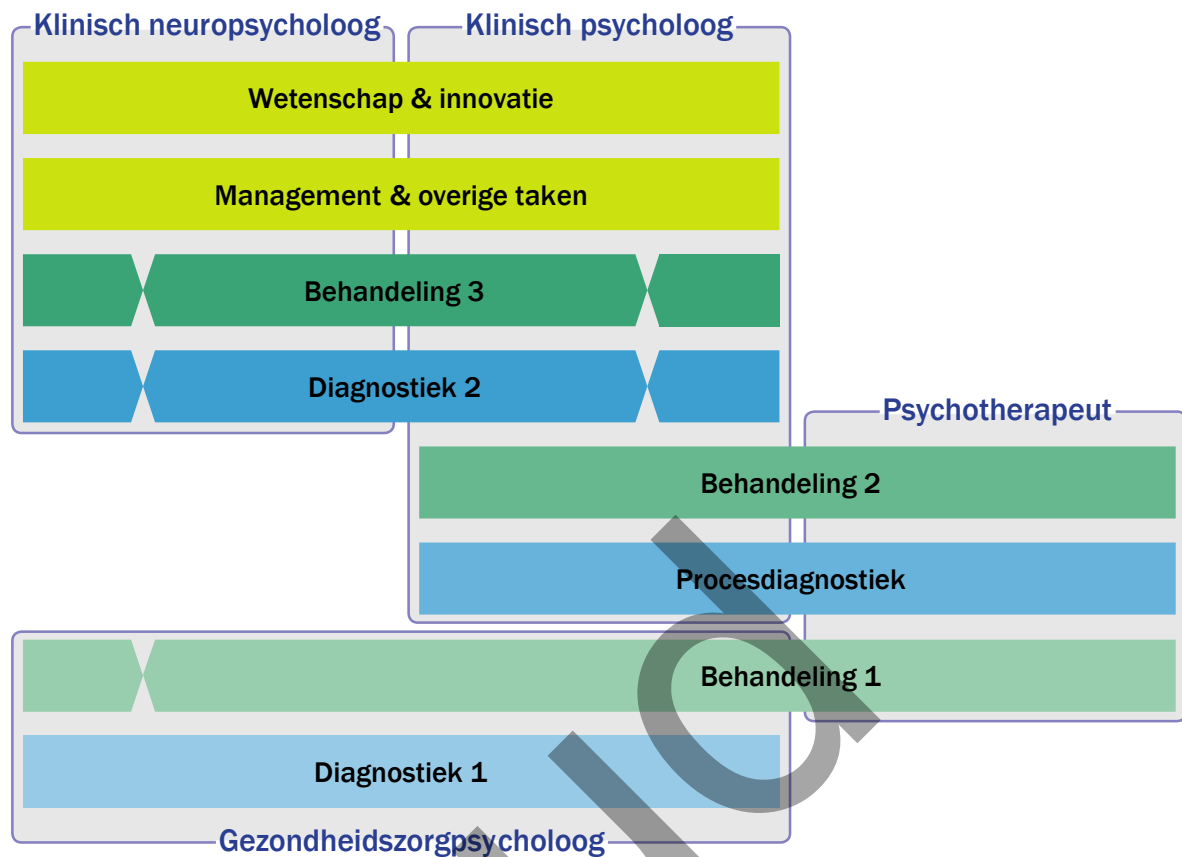 Klinisch neuropsycholoog
Klinisch psycholoog
Wetenschap & innovatie
Management & overige taken
Behandeling 3
Diagnostiek 2
Psychotherapeut
Behandeling 2
Procesdiagnostiek
Behandeling 1
Diagnostiek 1
Gezondheidszorgpsycholoog